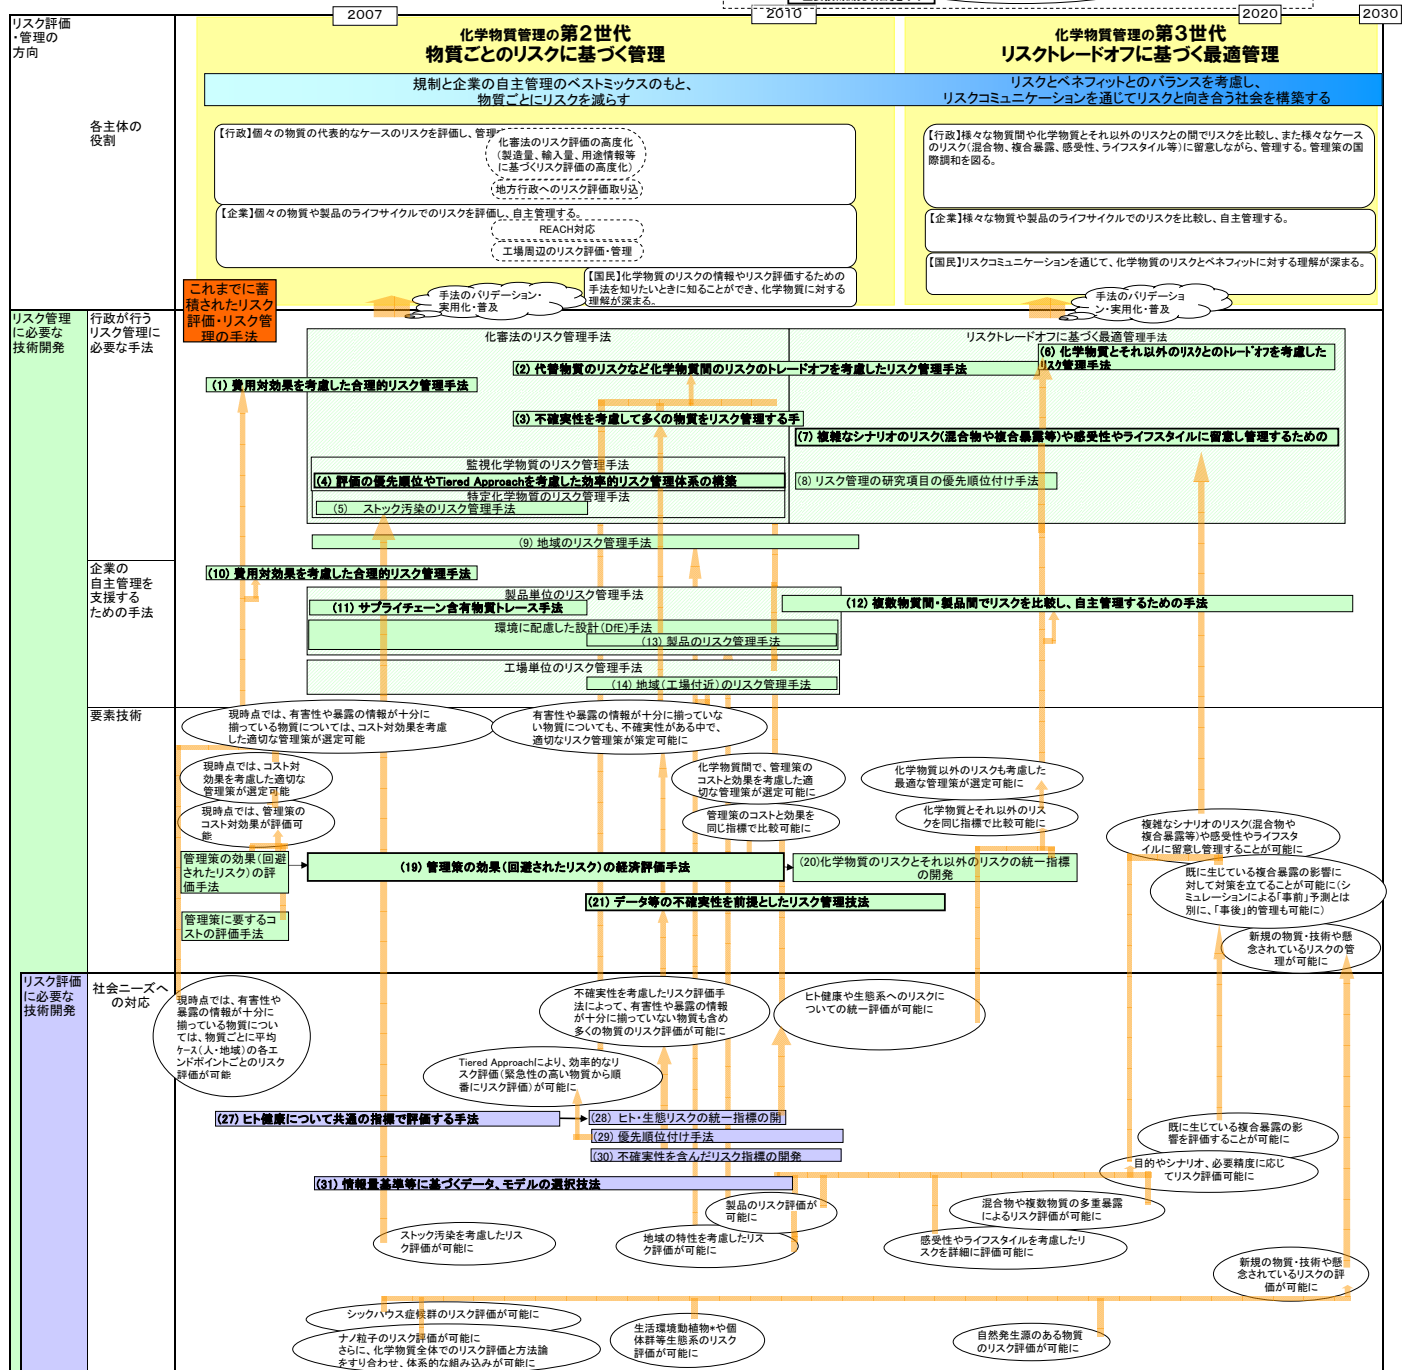 2007
2010
2020
2030
リスク評価
・管理の
方向
化学物質管理の第2世代
物質ごとのリスクに基づく管理
化学物質管理の第3世代
リスクトレードオフに基づく最適管理
規制と企業の自主管理のベストミックスのもと、
物質ごとにリスクを減らす
リスクとベネフィットとのバランスを考慮し、
リスクコミュニケーションを通じてリスクと向き合う社会を構築する
各主体の
役割
【行政】個々の物質の代表的なケースのリスクを評価し、管理
化審法のリスク評価の高度化
(製造量、輸入量、用途情報等
に基づくリスク評価の高度化)
地方行政へのリスク評価取り込
【企業】個々の物質や製品のライフサイクルでのリスクを評価し、自主管理する。
REACH対応
工場周辺のリスク評価・管理
【国民】化学物質のリスクの情報やリスク評価するための
手法を知りたいときに知ることができ、化学物質に対する
理解が深まる。
【行政】様々な物質間や化学物質とそれ以外のリスクとの間でリスクを比較し、また様々なケース
のリスク(混合物、複合暴露、感受性、ライフスタイル等)に留意しながら、管理する。管理策の国
際調和を図る。
【企業】様々な物質や製品のライフサイクルでのリスクを比較し、自主管理する。
【国民】リスクコミュニケーションを通じて、化学物質のリスクとベネフィットに対する理解が深まる。
これまでに蓄
積されたリスク
評価・リスク管
理の手法
手法のバリデーション・
実用化・普及
手法のバリデーショ
ン・実用化・普及
リスク管理
に必要な
技術開発
行政が行う
リスク管理に
必要な手法
化審法のリスク管理手法
リスクトレードオフに基づく最適管理手法
(1) 費用対効果を考慮した合理的リスク管理手法
(2) 代替物質のリスクなど化学物質間のリスクのトレードオフを考慮したリスク管理手法
(6) 化学物質とそれ以外のリスクとのトレードオフを考慮した
リスク管理手法
(3) 不確実性を考慮して多くの物質をリスク管理する手
(7) 複雑なシナリオのリスク(混合物や複合暴露等)や感受性やライフスタイルに留意し管理するための
監視化学物質のリスク管理手法
(4) 評価の優先順位やTiered Approachを考慮した効率的リスク管理体系の構築
特定化学物質のリスク管理手法
(5) ストック汚染のリスク管理手法
(8) リスク管理の研究項目の優先順位付け手法
(9) 地域のリスク管理手法
企業の
自主管理を
支援する
ための手法
(10) 費用対効果を考慮した合理的リスク管理手法
製品単位のリスク管理手法
(11) サプライチェーン含有物質トレース手法
(12) 複数物質間・製品間でリスクを比較し、自主管理するための手法
環境に配慮した設計(DfE)手法
(13) 製品のリスク管理手法
工場単位のリスク管理手法
(14) 地域(工場付近)のリスク管理手法
要素技術
現時点では、有害性や暴露の情報が十分に
揃っている物質については、コスト対効果を考慮
した適切な管理策が選定可能
有害性や暴露の情報が十分に揃っていな
い物質についても、不確実性がある中で、
適切なリスク管理策が策定可能に
現時点では、コスト対
効果を考慮した適切な
管理策が選定可能
化学物質間で、管理策の
コストと効果を考慮した適
切な管理策が選定可能に
化学物質以外のリスクも考慮した
最適な管理策が選定可能に
現時点では、管理策の
コスト対効果が評価可
能
管理策のコストと効果を
同じ指標で比較可能に
化学物質とそれ以外のリス
クを同じ指標で比較可能に
複雑なシナリオのリスク(混合物や
複合暴露等)や感受性やライフスタ
イルに留意し管理することが可能に
管理策の効果(回避
されたリスク)の評
価手法
(19) 管理策の効果(回避されたリスク)の経済評価手法
(20)化学物質のリスクとそれ以外のリスクの統一指標
の開発
既に生じている複合暴露の影響に
対して対策を立てることが可能に(シ
ミュレーションによる「事前」予測とは
別に、「事後」的管理も可能に)
(21) データ等の不確実性を前提としたリスク管理技法
管理策に要するコ
ストの評価手法
新規の物質・技術や懸
念されているリスクの管
理が可能に
リスク評価
に必要な
技術開発
社会ニーズへ
の対応
現時点では、有害性や
暴露の情報が十分に
揃っている物質につい
ては、物質ごとに平均
ケース(人・地域)の各エ
ンドポイントごとのリスク
評価が可能
不確実性を考慮したリスク評価手
法によって、有害性や暴露の情報
が十分に揃っていない物質も含め
多くの物質のリスク評価が可能に
ヒト健康や生態系へのリスクに
ついての統一評価が可能に
Tiered Approachにより、効率的なリ
スク評価(緊急性の高い物質から順
番にリスク評価)が可能に
(27) ヒト健康について共通の指標で評価する手法
(28) ヒト・生態リスクの統一指標の開
(29) 優先順位付け手法
(30) 不確実性を含んだリスク指標の開発
既に生じている複合暴露の影
響を評価することが可能に
目的やシナリオ、必要精度に応じ
てリスク評価可能に
(31) 情報量基準等に基づくデータ、モデルの選択技法
製品のリスク評価が
可能に
混合物や複数物質の多重暴露
によるリスク評価が可能に
ストック汚染を考慮したリス
ク評価が可能に
地域の特性を考慮したリス
ク評価が可能に
感受性やライフスタイルを考慮したリ
スクを詳細に評価可能に
新規の物質・技術や懸
念されているリスクの評
価が可能に
シックハウス症候群のリスク評価が可能に
ナノ粒子のリスク評価が可能に
さらに、化学物質全体でのリスク評価と方法論
をすり合わせ、体系的な組み込みが可能に
生活環境動植物*や個
体群等生態系のリスク
評価が可能に
自然発生源のある物質
のリスク評価が可能に